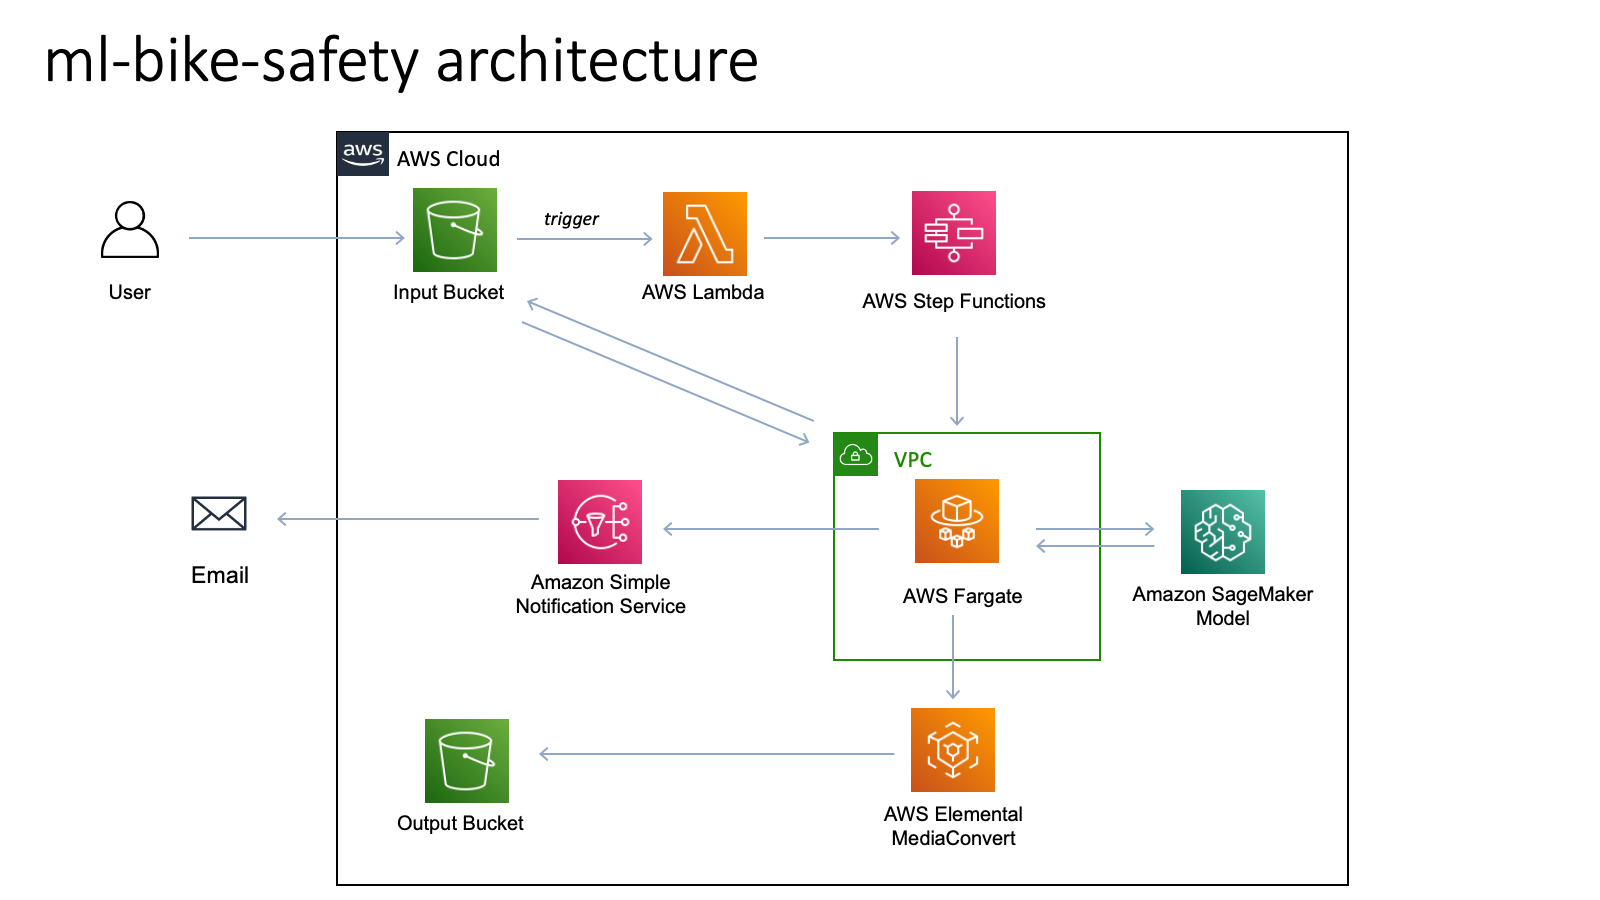 ml-bike-safety architecture
aws
AWS Cloud
trigger
User
Input Bucket
AWS Lambda
AWS Step Functions
VPC
Email
Amazon Simple
Notification Service
AWS Fargate
Amazon SageMaker
Model
Output Bucket
AWS Elemental
MediaConvert